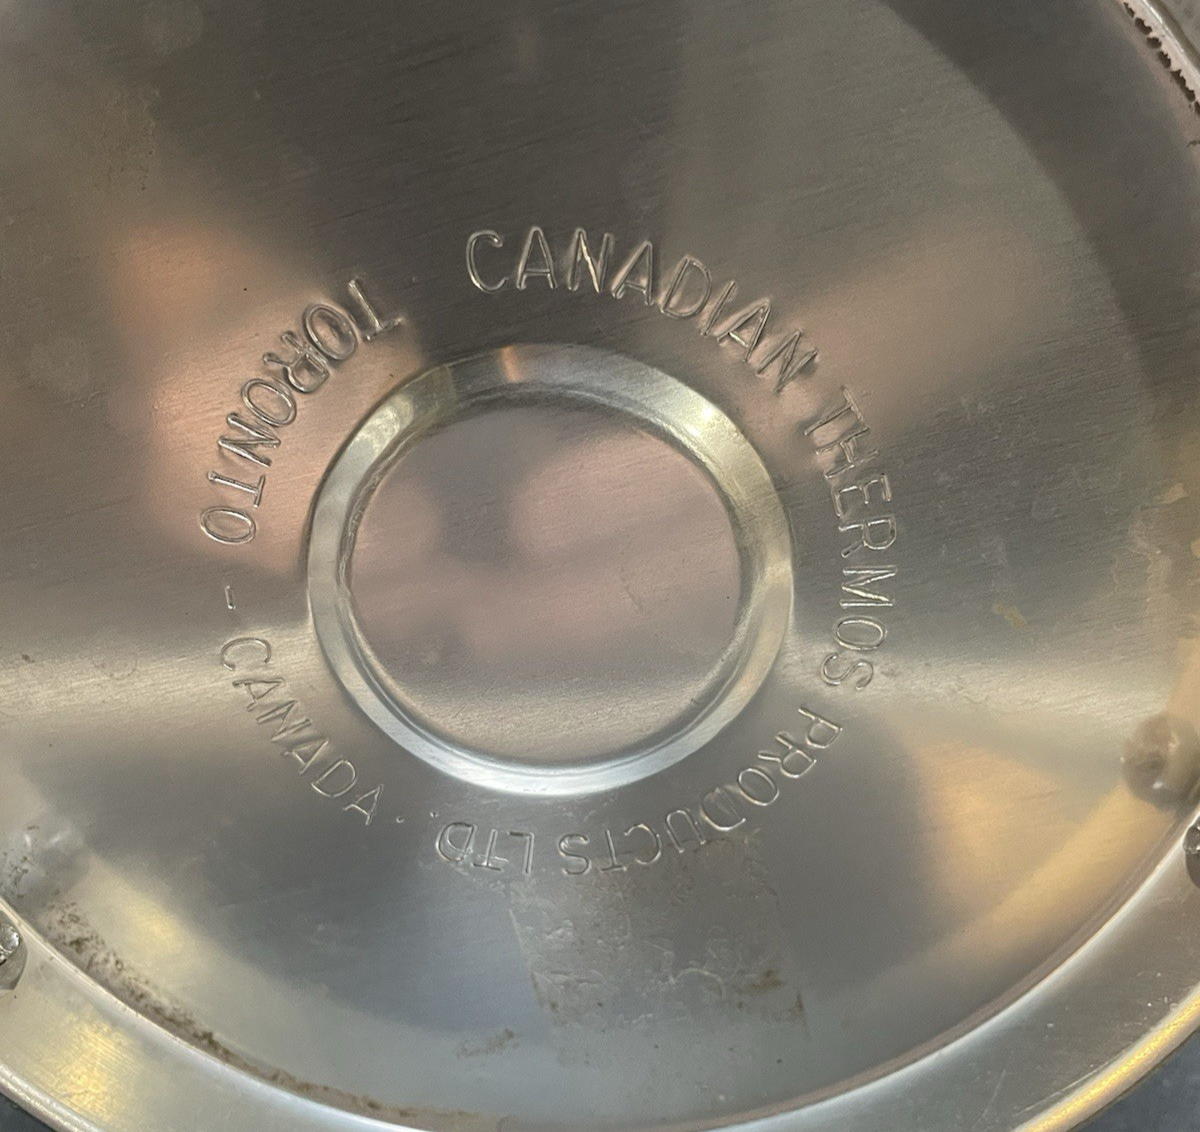 CANADIAN THERMOS PRODUCTS LTD.
TORONTO - CANADA.